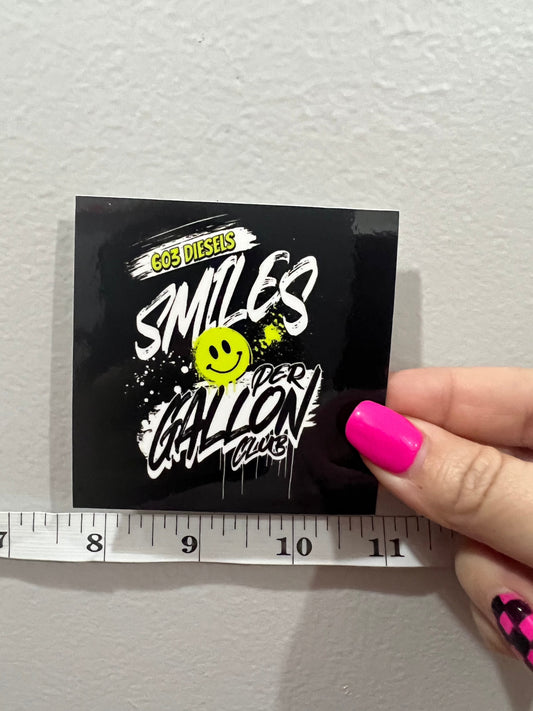 603 DIESELS
SMILES
PER
GALLON
CLUB
7 8 9 10 11